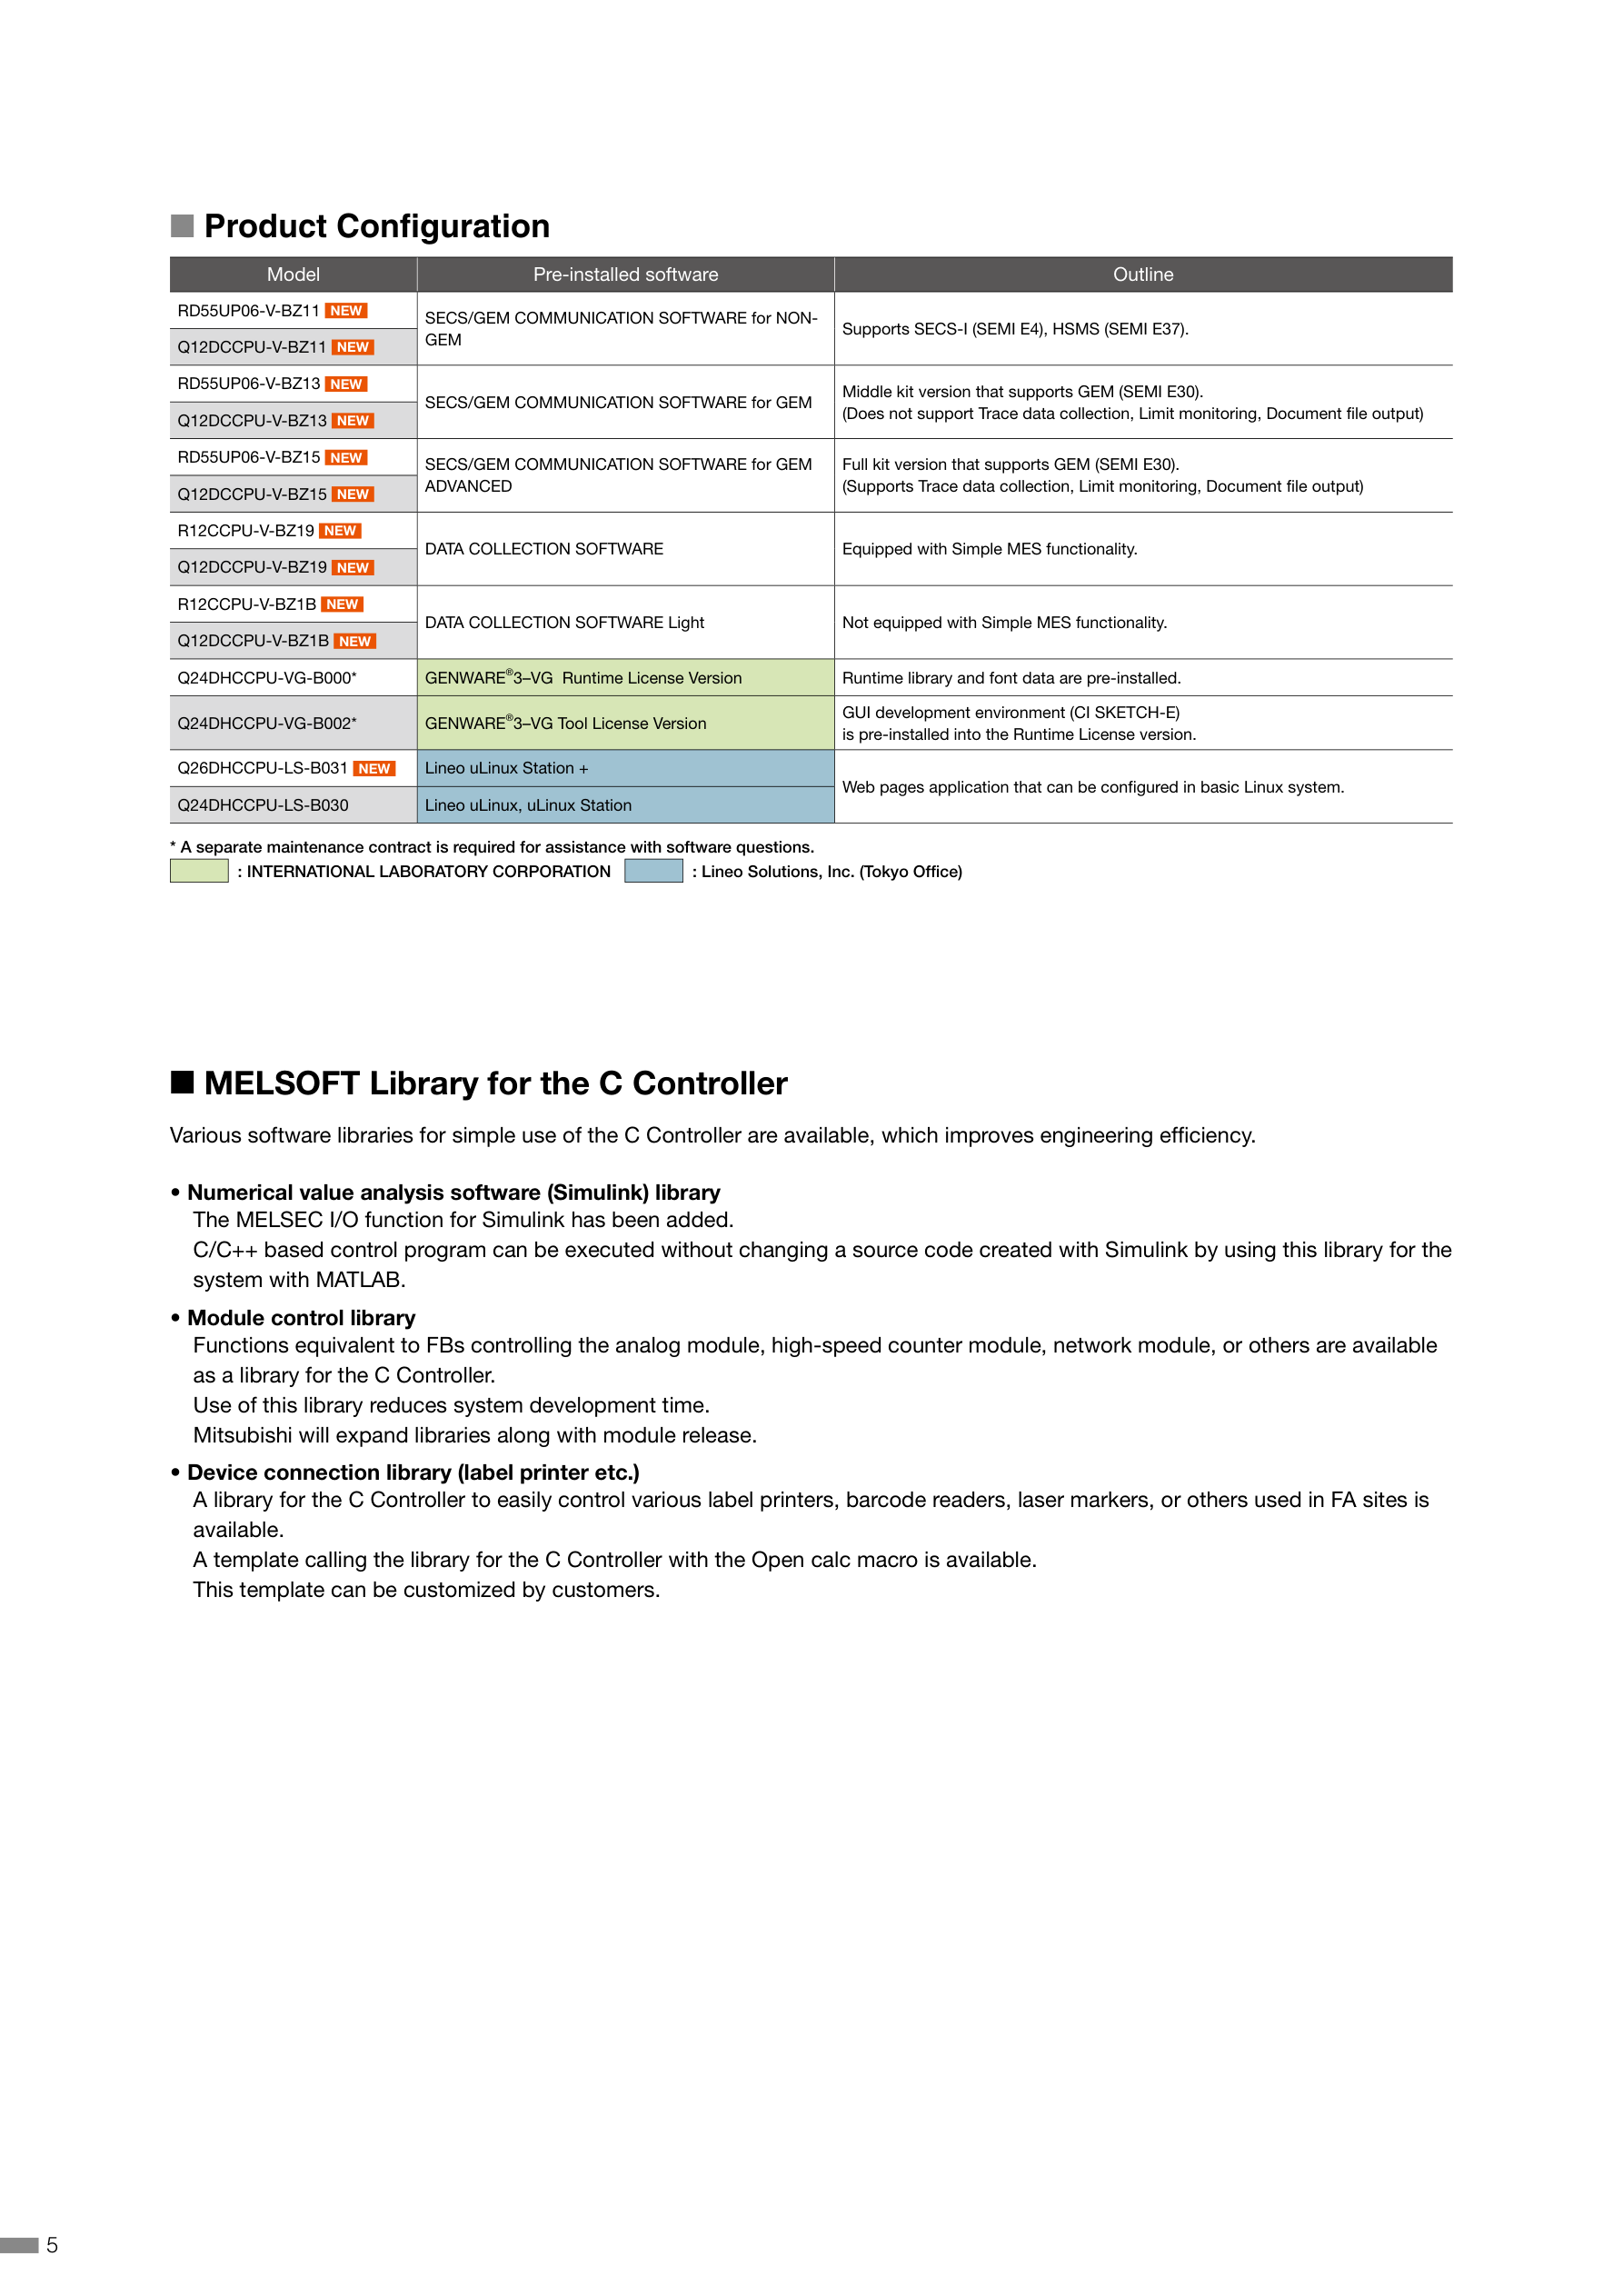 ■ Product Configuration
Model Pre-installed software Outline
RD55UP06-V-BZ11 NEW
Q12DCCPU-V-BZ11 NEW
SECS/GEM COMMUNICATION SOFTWARE for NON-
GEM
Supports SECS-I (SEMI E4), HSMS (SEMI E37).
RD55UP06-V-BZ13 NEW
Q12DCCPU-V-BZ13 NEW
SECS/GEM COMMUNICATION SOFTWARE for GEM
Middle kit version that supports GEM (SEMI E30).
(Does not support Trace data collection, Limit monitoring, Document file output)
RD55UP06-V-BZ15 NEW
Q12DCCPU-V-BZ15 NEW
SECS/GEM COMMUNICATION SOFTWARE for GEM
ADVANCED
Full kit version that supports GEM (SEMI E30).
(Supports Trace data collection, Limit monitoring, Document file output)
R12CCPU-V-BZ19 NEW
Q12DCCPU-V-BZ19 NEW
DATA COLLECTION SOFTWARE
Equipped with Simple MES functionality.
R12CCPU-V-BZ1B NEW
Q12DCCPU-V-BZ1B NEW
DATA COLLECTION SOFTWARE Light
Not equipped with Simple MES functionality.
Q24DHCCPU-VG-B000*
GENWARE®3–VG Runtime License Version
Runtime library and font data are pre-installed.
Q24DHCCPU-VG-B002*
GENWARE®3–VG Tool License Version
GUI development environment (CI SKETCH-E)
is pre-installed into the Runtime License version.
Q26DHCCPU-LS-B031 NEW
Lineo uLinux Station +
Q24DHCCPU-LS-B030
Lineo uLinux, uLinux Station
Web pages application that can be configured in basic Linux system.
* A separate maintenance contract is required for assistance with software questions.
: INTERNATIONAL LABORATORY CORPORATION : Lineo Solutions, Inc. (Tokyo Office)
■ MELSOFT Library for the C Controller
Various software libraries for simple use of the C Controller are available, which improves engineering efficiency.
• Numerical value analysis software (Simulink) library
The MELSEC I/O function for Simulink has been added.
C/C++ based control program can be executed without changing a source code created with Simulink by using this library for the
system with MATLAB.
• Module control library
Functions equivalent to FBs controlling the analog module, high-speed counter module, network module, or others are available
as a library for the C Controller.
Use of this library reduces system development time.
Mitsubishi will expand libraries along with module release.
• Device connection library (label printer etc.)
A library for the C Controller to easily control various label printers, barcode readers, laser markers, or others used in FA sites is
available.
A template calling the library for the C Controller with the Open calc macro is available.
This template can be customized by customers.
5